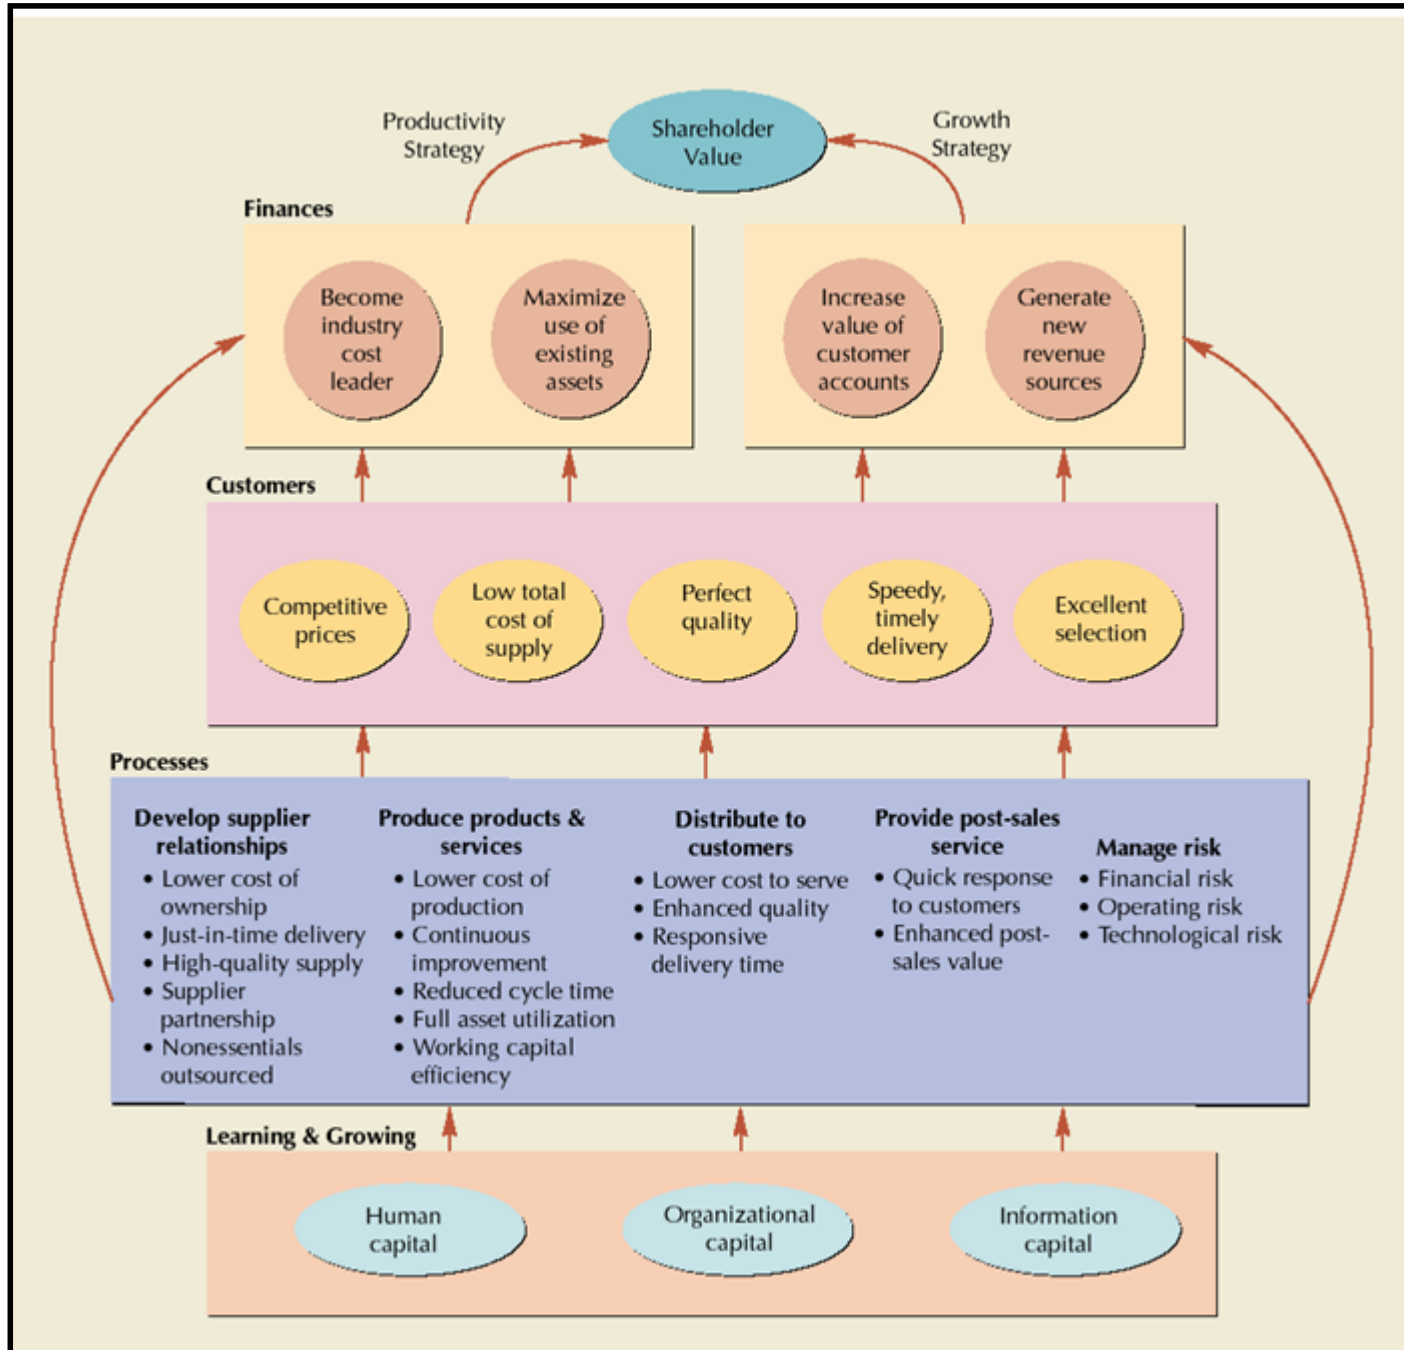 Productivity
Strategy
Shareholder
Value
Growth
Strategy
Finances
Become
industry
cost
leader
Maximize
use of
existing
assets
Increase
value of
customer
accounts
Generate
new
revenue
sources
Customers
Competitive
prices
Low total
cost of
supply
Perfect
quality
Speedy,
timely
delivery
Excellent
selection
Processes
Develop supplier
relationships
• Lower cost of
ownership
• Just-in-time delivery
• High-quality supply
• Supplier
partnership
• Nonessentials
outsourced
Produce products &
services
• Lower cost of
production
• Continuous
improvement
• Reduced cycle time
• Full asset utilization
• Working capital
efficiency
Distribute to
customers
• Lower cost to serve
• Enhanced quality
• Responsive
delivery time
Provide post-sales
service
• Quick response
to customers
• Enhanced post-
sales value
Manage risk
• Financial risk
• Operating risk
• Technological risk
Learning & Growing
Human
capital
Organizational
capital
Information
capital